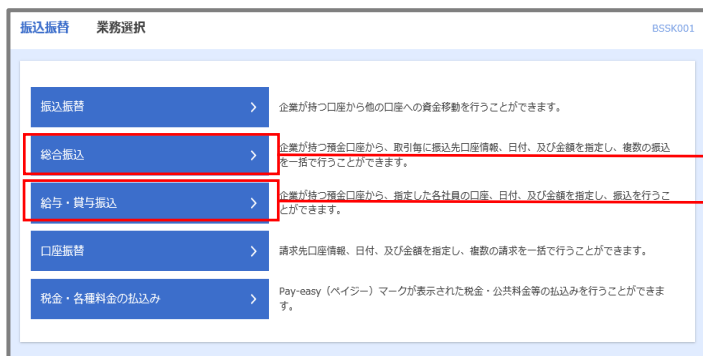 振込振替 業務選択 BSSK001
振込振替 企業が持つ口座から他の口座への資金移動を行うことができます。
総合振込 企業が持つ預金口座から、取引毎に振込先口座情報、日付、及び金額を指定し、複数の振込
を一括で行うことができます。
給与・賞与振込 企業が持つ預金口座から、指定した各社員の口座、日付、及び金額を指定し、振込を行うこ
とができます。
口座振替 請求先口座情報、日付、及び金額を指定し、複数の請求を一括で行うことができます。
税金・各種料金の払込み Pay-easy（ペイジー）マークが表示された税金・公共料金等の払込みを行うことができま
す。